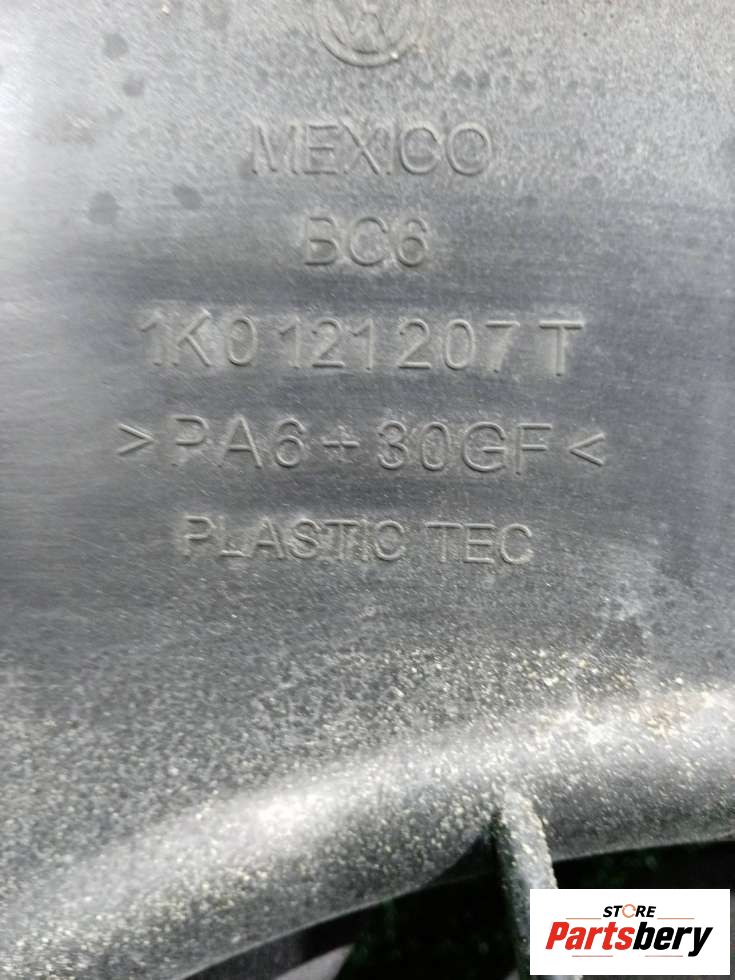 MEXICO
BC6
1K0 121 207 T
>PA6+30GF<
PLASTIC TEC
STORE
Partsbery